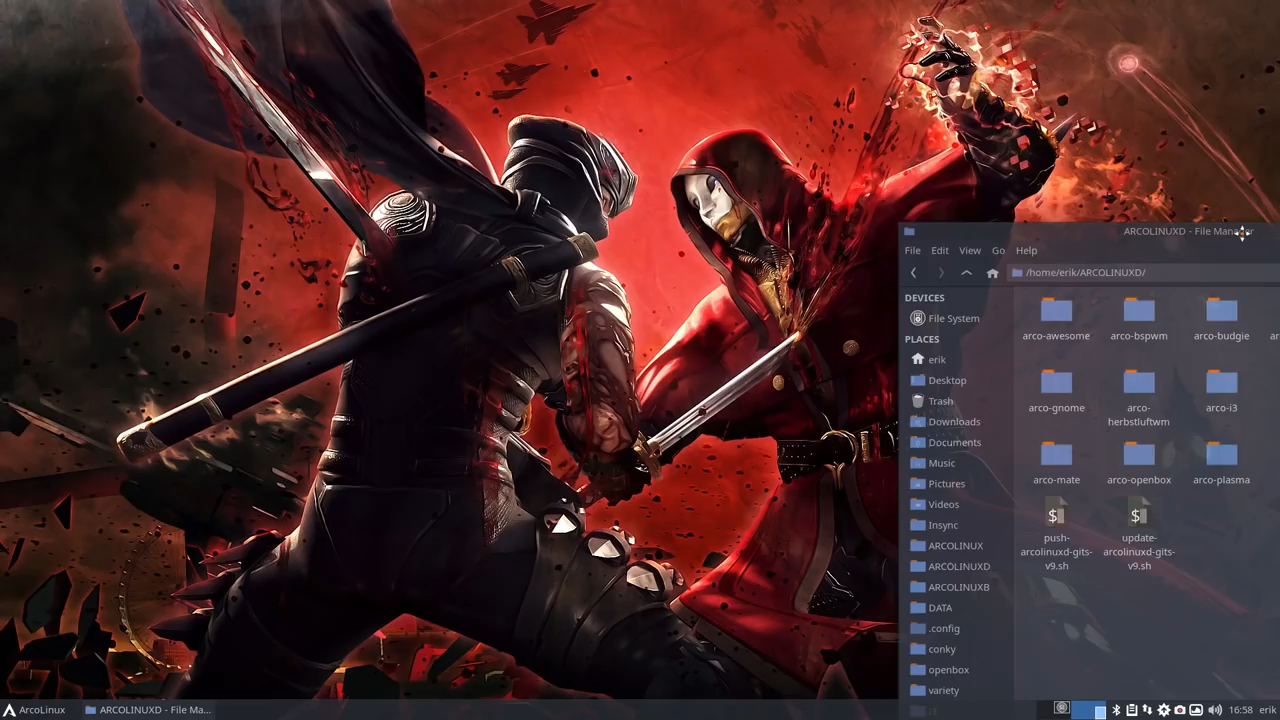 ARCOLINUXD - File Manager
File Edit View Go Help
/home/erik/ARCOLINUXD/
DEVICES
File System
PLACES
erik
Desktop
Trash
Downloads
Documents
Music
Pictures
Videos
Insync
ARCOLINUX
ARCOLINUXD
ARCOLINUXB
DATA
.config
conky
openbox
variety
arco-awesome arco-bspwm arco-budgie
arco-gnome arco-
herbstluftwm arco-i3
arco-mate arco-openbox arco-plasma
push-
arcolinuxd-gits-
v9.sh
update-
arcolinuxd-gits-
v9.sh
ArcoLinux ARCOLINUXD - File Ma... 16:58 erik